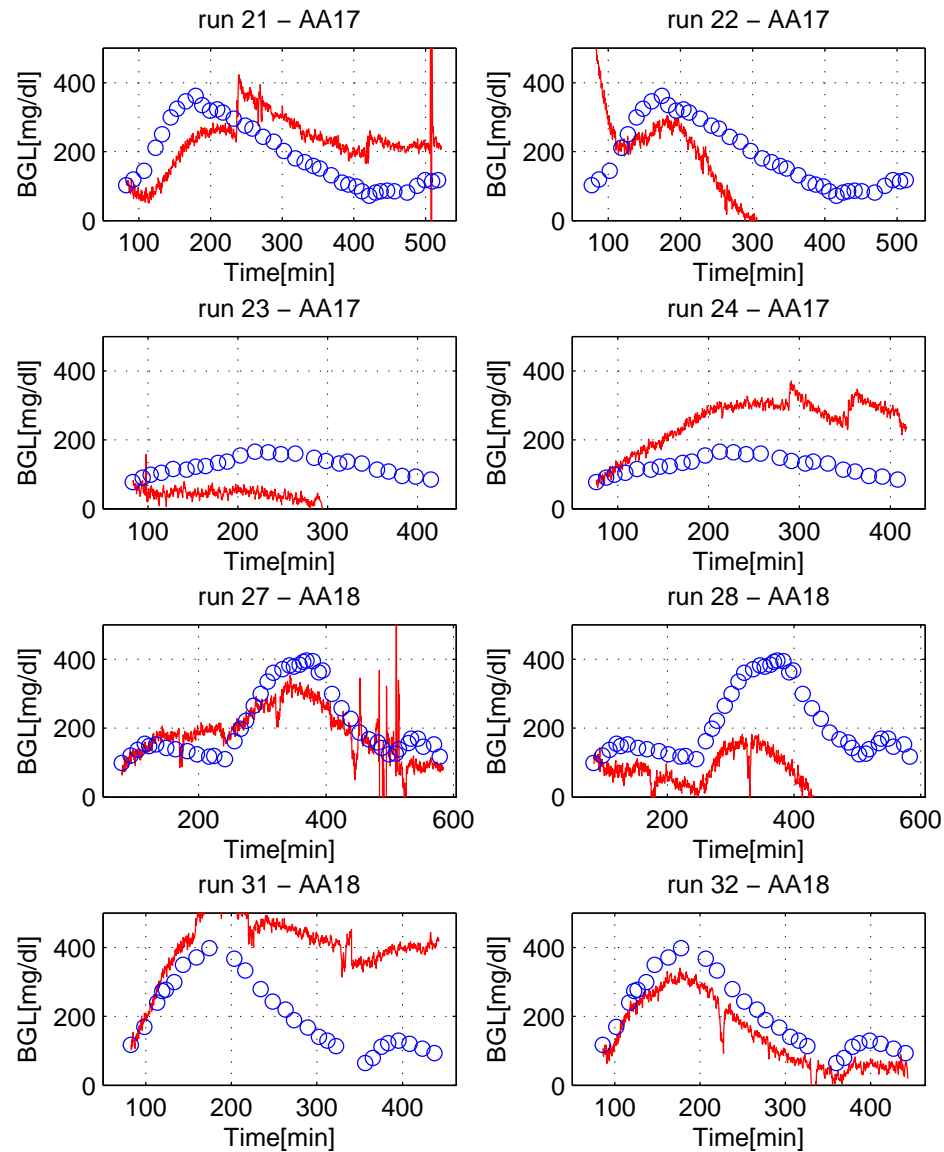 run 21 − AA17
BGL[mg/dl]
400
200
0
100 200 300 400 500
Time[min]
run 22 − AA17
BGL[mg/dl]
400
200
0
100 200 300 400 500
Time[min]
run 23 − AA17
BGL[mg/dl]
400
200
0
100 200 300 400
Time[min]
run 24 − AA17
BGL[mg/dl]
400
200
0
100 200 300 400
Time[min]
run 27 − AA18
BGL[mg/dl]
400
200
0
200 400 600
Time[min]
run 28 − AA18
BGL[mg/dl]
400
200
0
200 400 600
Time[min]
run 31 − AA18
BGL[mg/dl]
400
200
0
100 200 300 400
Time[min]
run 32 − AA18
BGL[mg/dl]
400
200
0
100 200 300 400
Time[min]